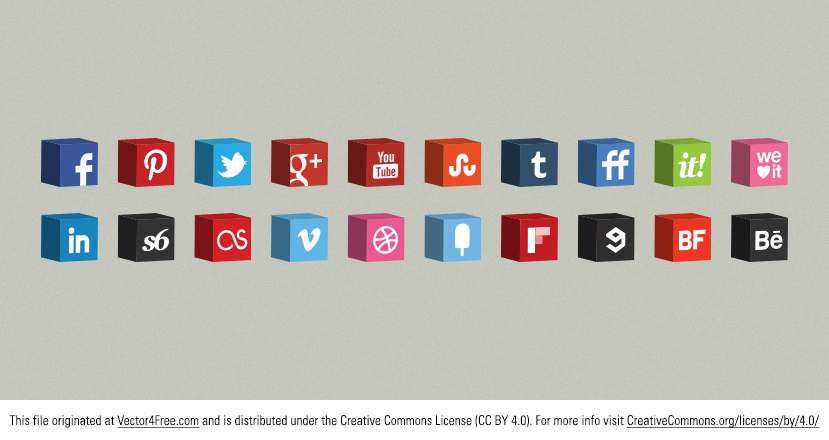 f P t g+ You Tube t ff it! we ♥it
in s6 V F 9 BF Bē
This file originated at Vector4Free.com and is distributed under the Creative Commons License (CC BY 4.0). For more info visit CreativeCommons.org/licenses/by/4.0/